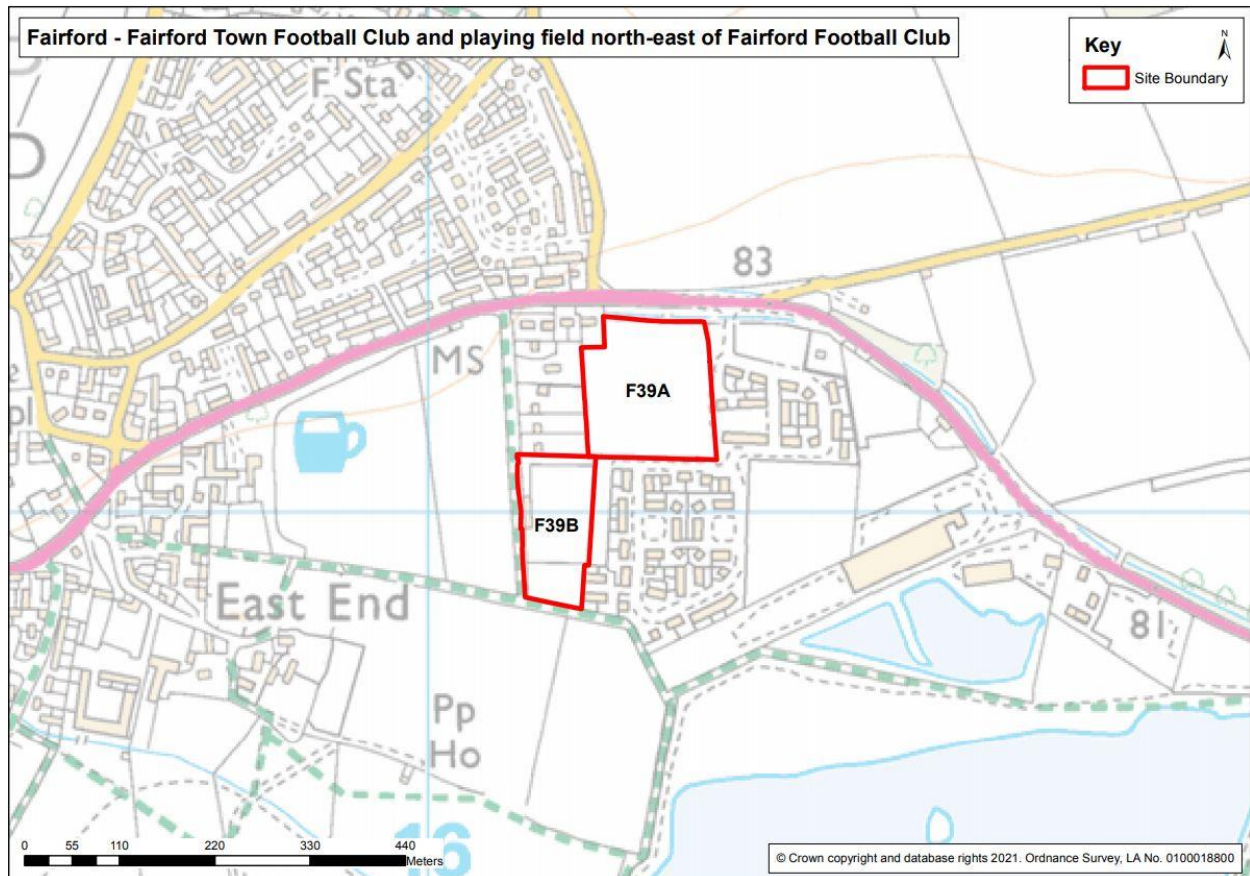 Fairford - Fairford Town Football Club and playing field north-east of Fairford Football Club
Key
N
Site Boundary
F Sta
83
MS
F39A
F39B
East End
81
Pp
Ho
16
0 55 110 220 330 440
Meters
© Crown copyright and database rights 2021. Ordnance Survey, LA No. 0100018800